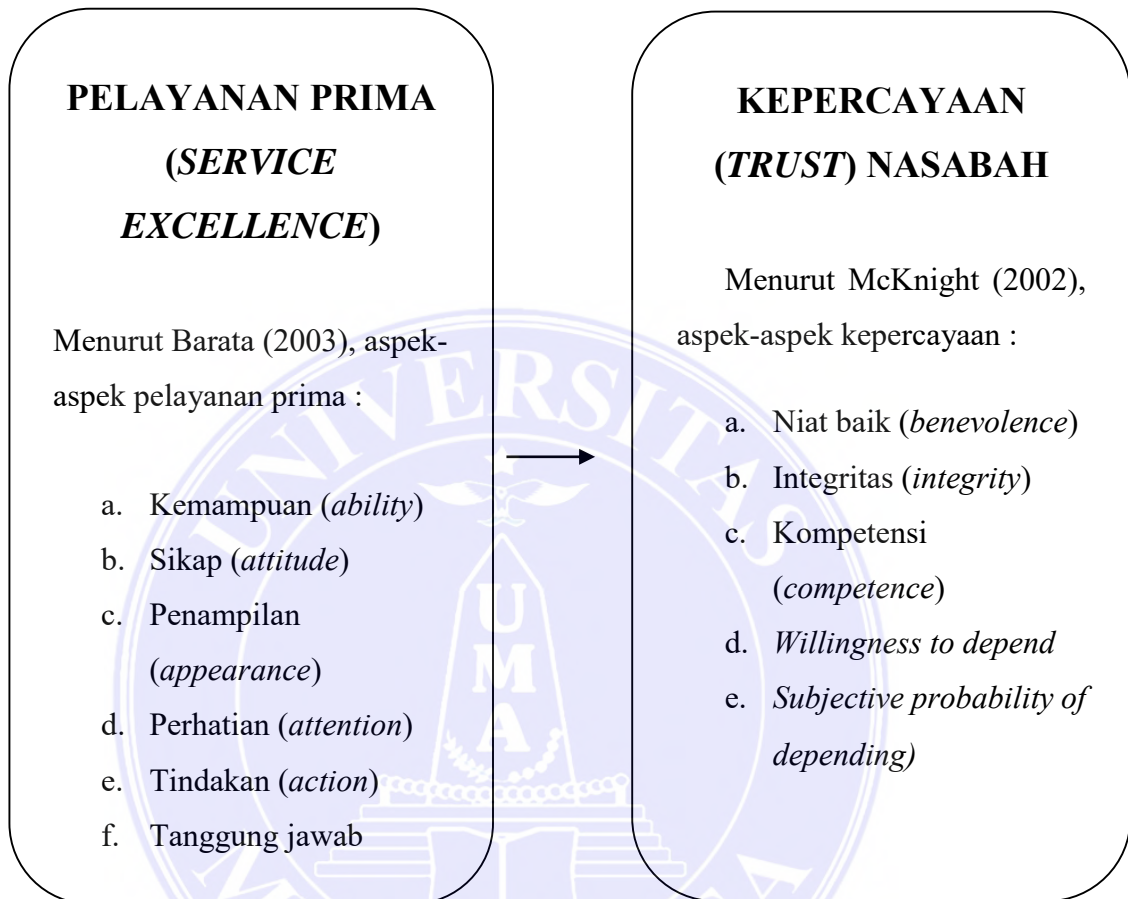 PELAYANAN PRIMA
(SERVICE
EXCELLENCE)
Menurut Barata (2003), aspek-
aspek pelayanan prima :
a. Kemampuan (ability)
b. Sikap (attitude)
c. Penampilan
(appearance)
d. Perhatian (attention)
e. Tindakan (action)
f. Tanggung jawab
KEPERCAYAAN
(TRUST) NASABAH
Menurut McKnight (2002),
aspek-aspek kepercayaan :
a. Niat baik (benevolence)
b. Integritas (integrity)
c. Kompetensi
(competence)
d. Willingness to depend
e. Subjective probability of
depending)
UNIVERSITAS
UMA